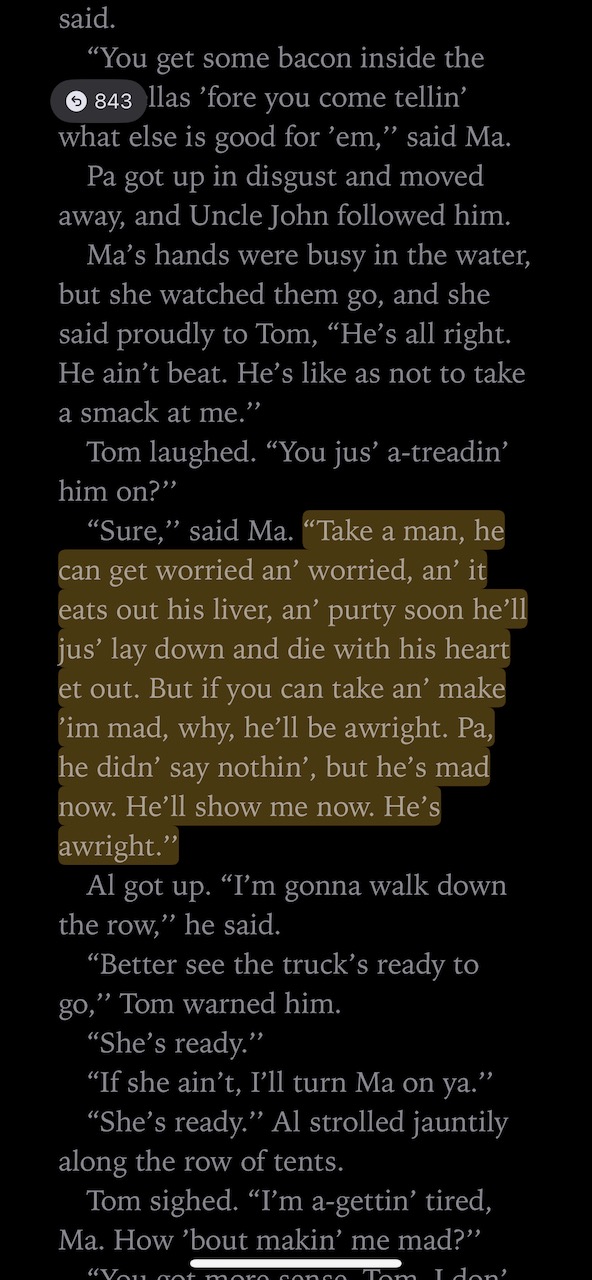 said.
“You get some bacon inside the
843
llas ’fore you come tellin’
what else is good for ’em,’’ said Ma.
Pa got up in disgust and moved
away, and Uncle John followed him.
Ma’s hands were busy in the water,
but she watched them go, and she
said proudly to Tom, “He’s all right.
He ain’t beat. He’s like as not to take
a smack at me.’’
Tom laughed. “You jus’ a-treadin’
him on?’’
“Sure,’’ said Ma. “Take a man, he
can get worried an’ worried, an’ it
eats out his liver, an’ purty soon he’ll
jus’ lay down and die with his heart
et out. But if you can take an’ make
’im mad, why, he’ll be awright. Pa,
he didn’ say nothin’, but he’s mad
now. He’ll show me now. He’s
awright.’’
Al got up. “I’m gonna walk down
the row,’’ he said.
“Better see the truck’s ready to
go,’’ Tom warned him.
“She’s ready.’’
“If she ain’t, I’ll turn Ma on ya.’’
“She’s ready.’’ Al strolled jauntily
along the row of tents.
Tom sighed. “I’m a-gettin’ tired,
Ma. How ’bout makin’ me mad?’’
“You got more sense, Tom. I don’